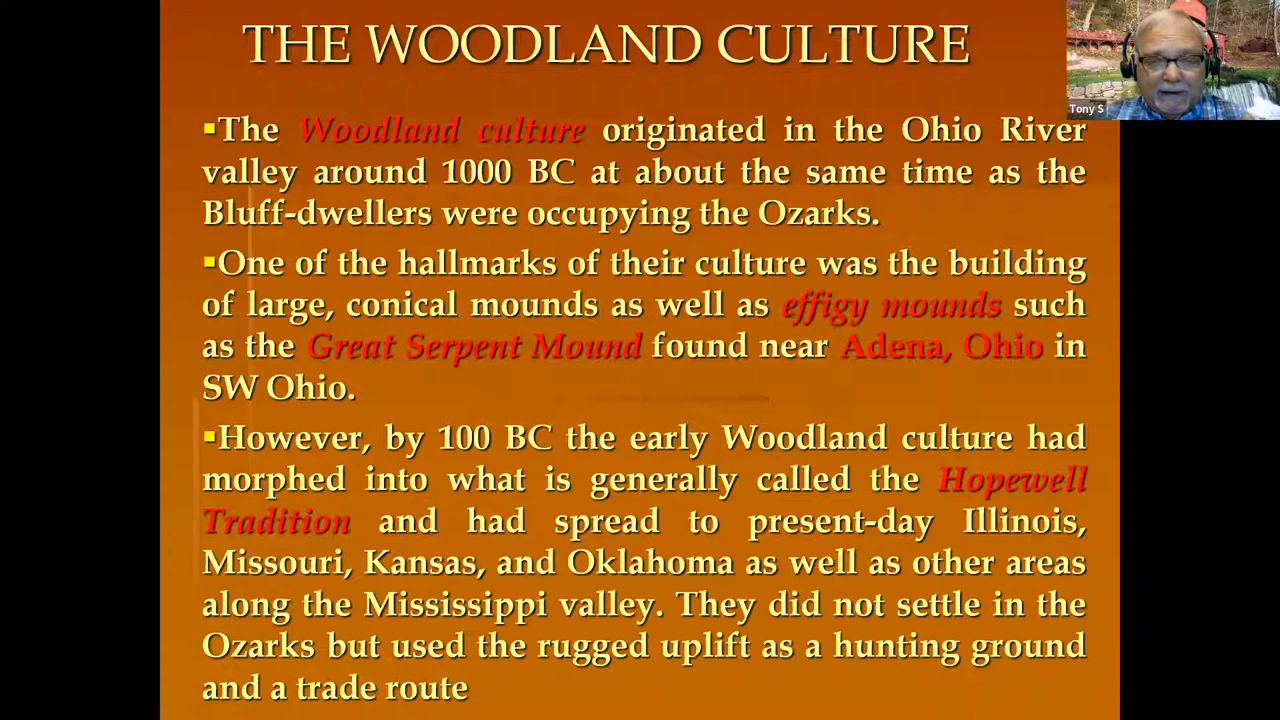 THE WOODLAND CULTURE
Tony S
▪The Woodland culture originated in the Ohio River
valley around 1000 BC at about the same time as the
Bluff-dwellers were occupying the Ozarks.
▪One of the hallmarks of their culture was the building
of large, conical mounds as well as effigy mounds such
as the Great Serpent Mound found near Adena, Ohio in
SW Ohio.
▪However, by 100 BC the early Woodland culture had
morphed into what is generally called the Hopewell
Tradition and had spread to present-day Illinois,
Missouri, Kansas, and Oklahoma as well as other areas
along the Mississippi valley. They did not settle in the
Ozarks but used the rugged uplift as a hunting ground
and a trade route